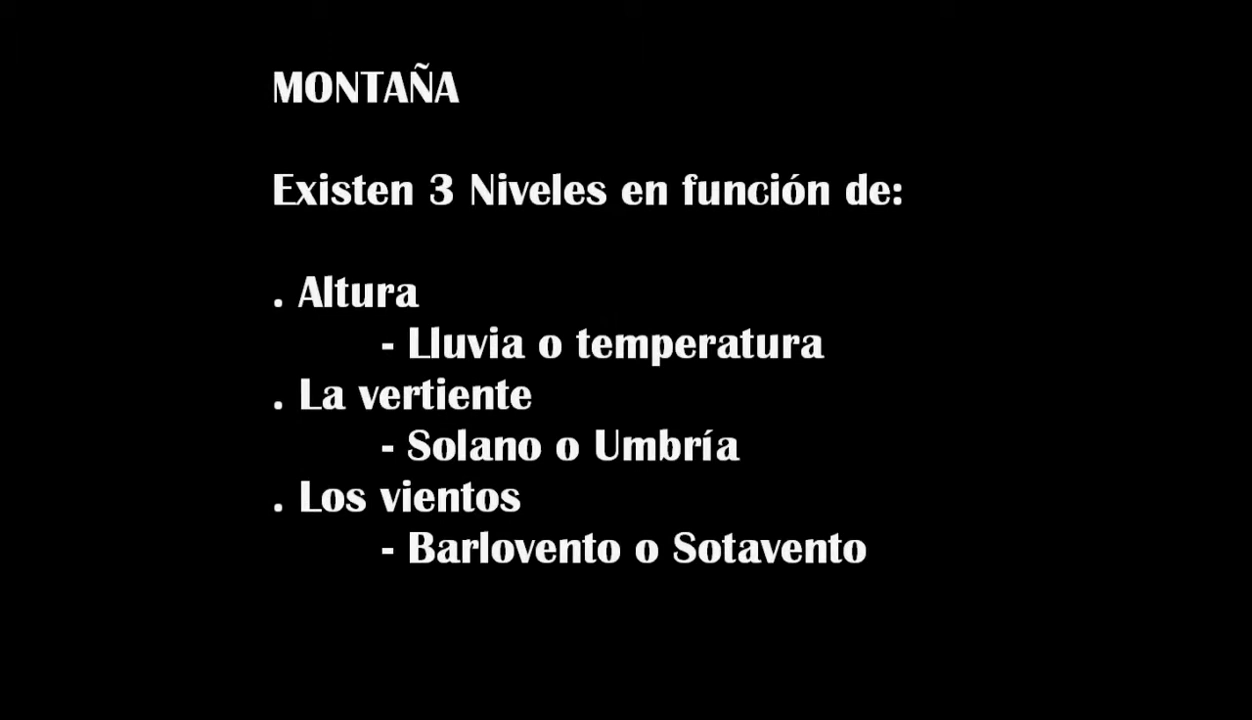 MONTAÑA
Existen 3 Niveles en función de:
. Altura
- Lluvia o temperatura
. La vertiente
- Solano o Umbría
. Los vientos
- Barlovento o Sotavento